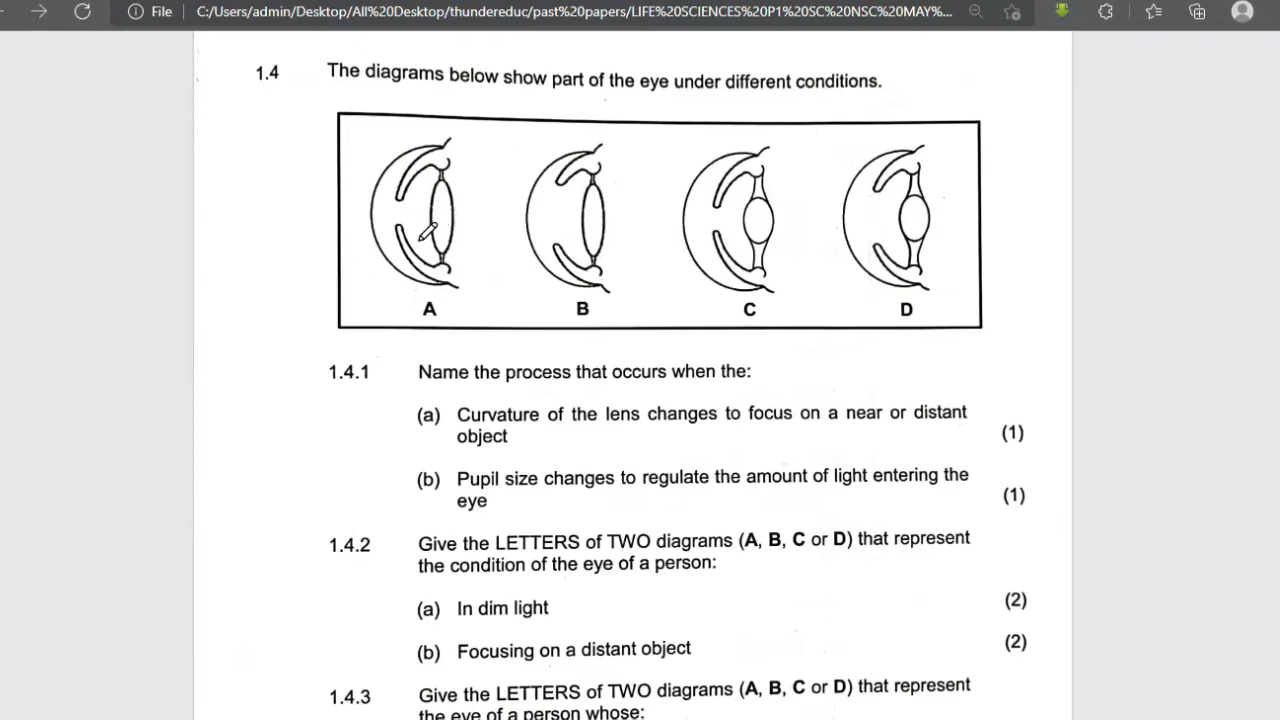 File
C:/Users/admin/Desktop/All%20Desktop/thundereduc/past%20papers/LIFE%20SCIENCES%20P1%20SC%20NSC%20MAY%...
1.4 The diagrams below show part of the eye under different conditions.
A B C D
1.4.1 Name the process that occurs when the:
(a) Curvature of the lens changes to focus on a near or distant
object (1)
(b) Pupil size changes to regulate the amount of light entering the
eye (1)
1.4.2 Give the LETTERS of TWO diagrams (A, B, C or D) that represent
the condition of the eye of a person:
(a) In dim light (2)
(b) Focusing on a distant object (2)
1.4.3 Give the LETTERS of TWO diagrams (A, B, C or D) that represent
the eye of a person whose: